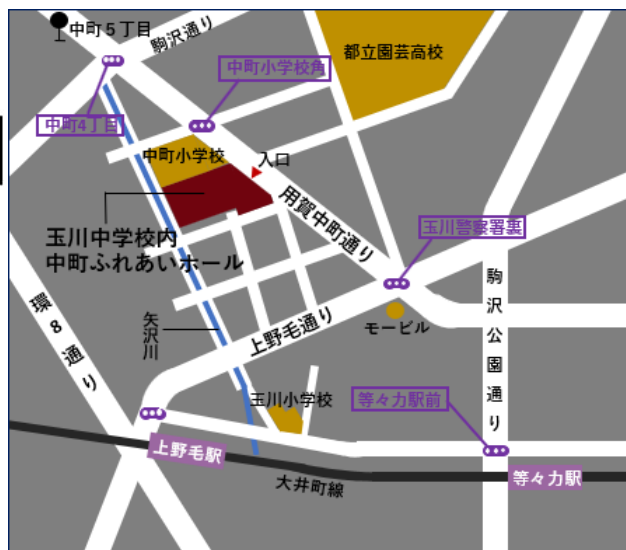 中町５丁目
駒沢通り
都立園芸高校
中町小学校角
中町4丁目
中町小学校
入口
用賀中町通り
玉川中学校内
中町ふれあいホール
玉川警察署裏
駒沢公園通り
環８通り
矢沢川
上野毛通り
モービル
玉川小学校
等々力駅前
上野毛駅
大井町線
等々力駅